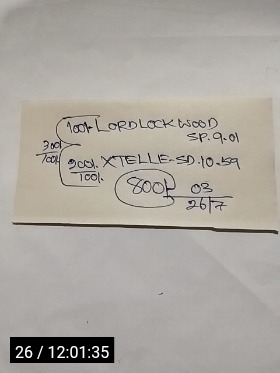 100/- LORDLOCKWOOD
SP.9.01
300/-
700/-
200/. XTELLE-SD.10.59
100/.
800/- 03
26/7
26 / 12:01:35